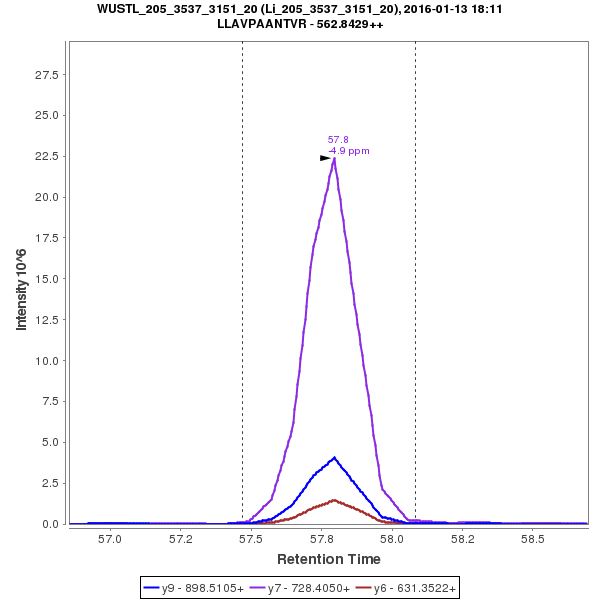 WUSTL_205_3537_3151_20 (Li_205_3537_3151_20), 2016-01-13 18:11
LLAVPAANTVR - 562.8429++
57.8
-4.9 ppm
Intensity 10^6
27.5
25.0
22.5
20.0
17.5
15.0
12.5
10.0
7.5
5.0
2.5
0.0
57.0 57.2 57.5 57.8 58.0 58.2 58.5
Retention Time
y9 - 898.5105+ y7 - 728.4050+ y6 - 631.3522+